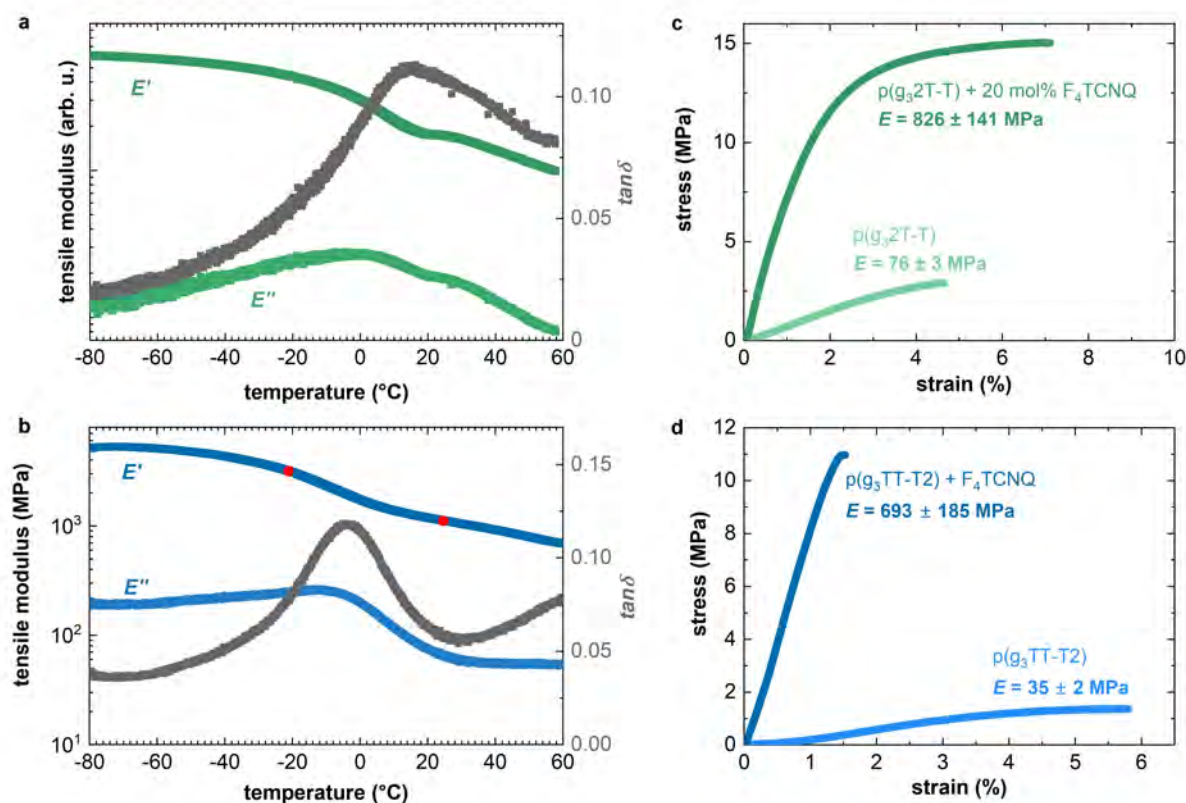 a
tensile modulus (arb. u.)
E'
E"
0.10
0.05
0
tanδ
-80 -60 -40 -20 0 20 40 60
temperature (°C)
b
tensile modulus (MPa)
10³
10²
10¹
E'
E"
0.15
0.10
0.05
0.00
tanδ
-80 -60 -40 -20 0 20 40 60
temperature (°C)
c
stress (MPa)
15
10
5
0
p(g₃2T-T) + 20 mol% F₄TCNQ
E = 826 ± 141 MPa
p(g₃2T-T)
E = 76 ± 3 MPa
0 2 4 6 8 10
strain (%)
d
stress (MPa)
12
10
8
6
4
2
0
p(g₃TT-T2) + F₄TCNQ
E = 693 ± 185 MPa
p(g₃TT-T2)
E = 35 ± 2 MPa
0 1 2 3 4 5 6
strain (%)